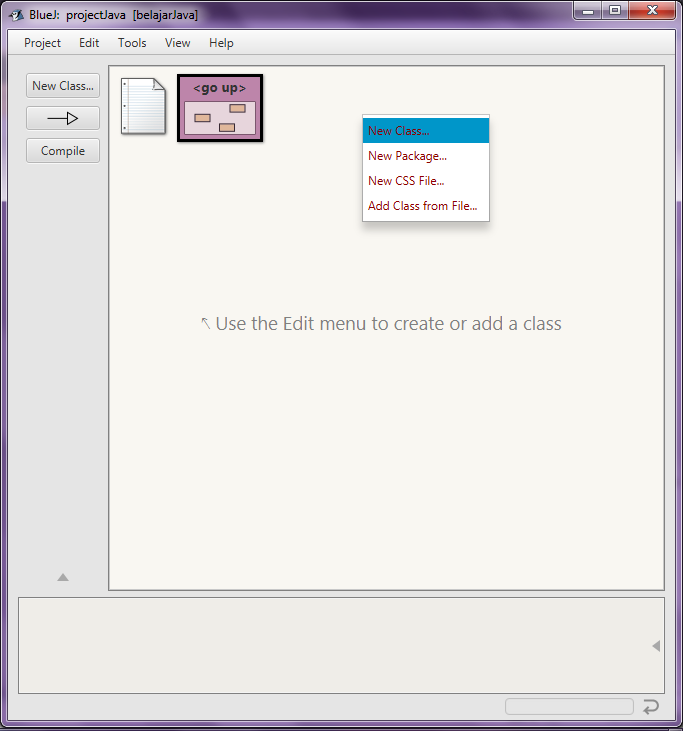 BlueJ: projectJava [belajarJava]
Project Edit Tools View Help
New Class...
Compile
<go up>
New Class...
New Package...
New CSS File...
Add Class from File...
Use the Edit menu to create or add a class